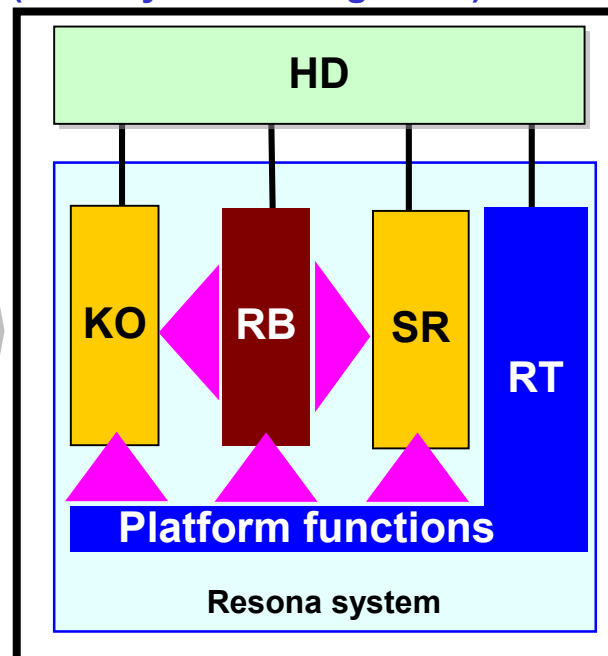 HD
KO
RB
SR
RT
Platform functions
Resona system